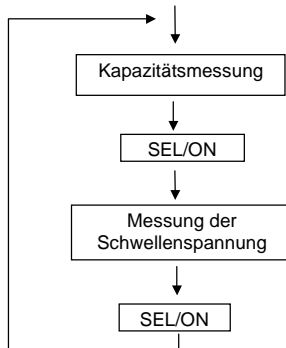 Kapazitätsmessung
SEL/ON
Messung der
Schwellenspannung
SEL/ON